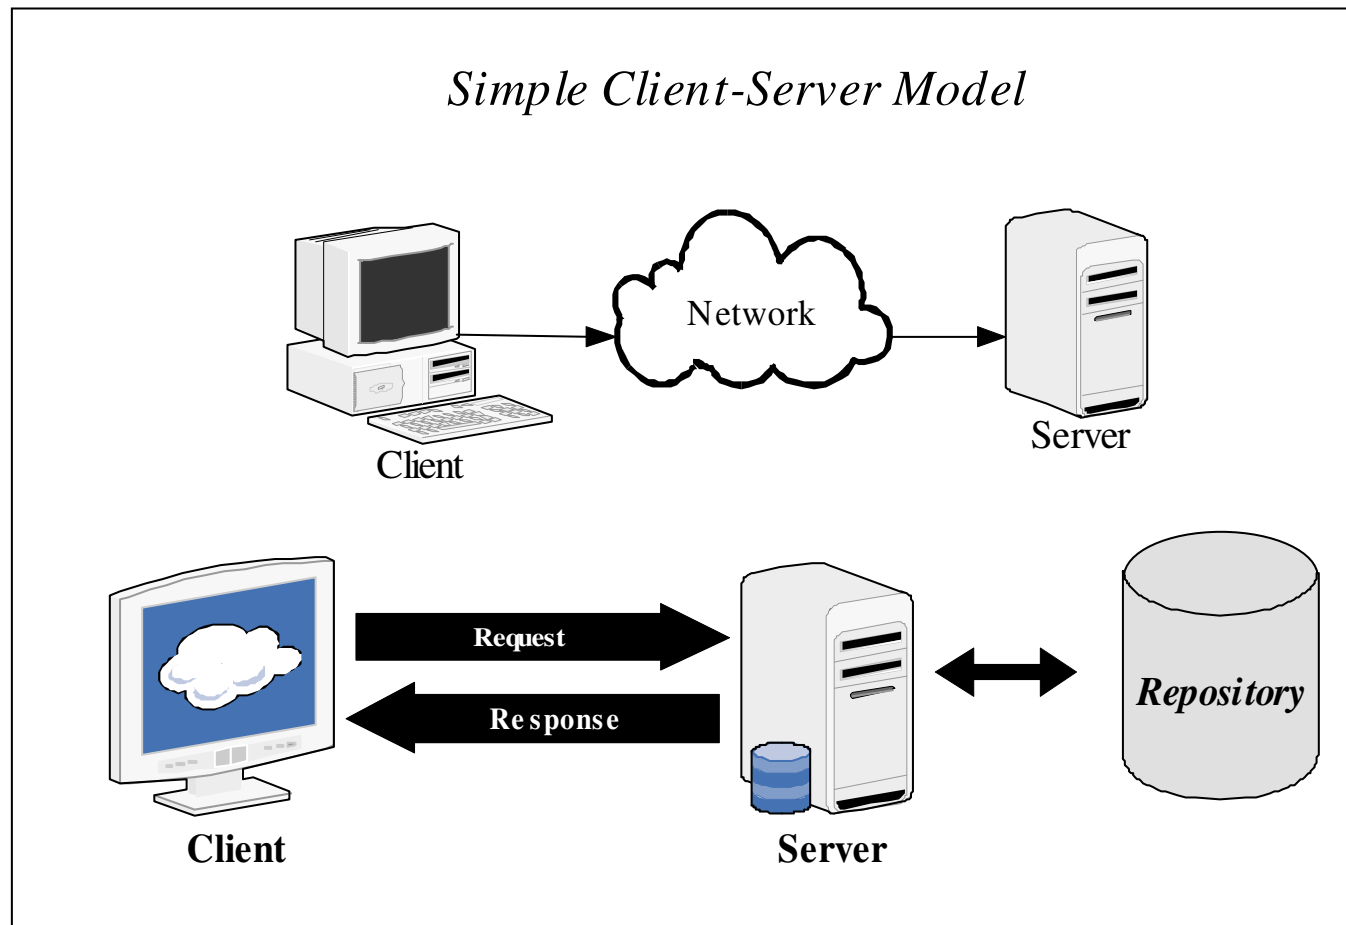 Simple Client-Server Model
Network
Client
Server
Request
Response
Repository
Client
Server